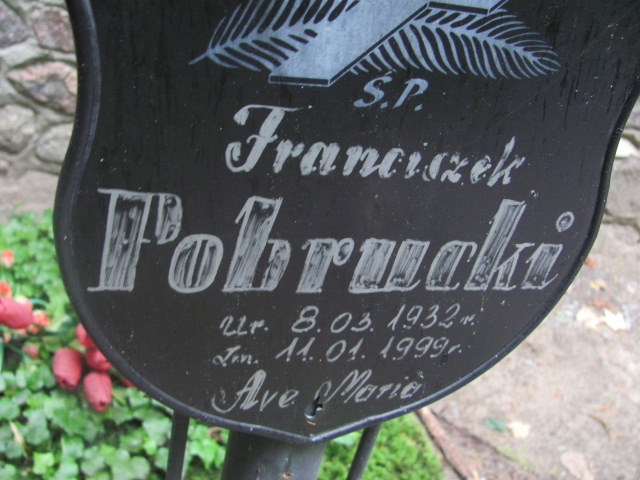 Ś.P.
Franciszek
Pobrucki
Ur. 8.03.1932 r.
Zm. 11.01.1999 r.
Ave Maria